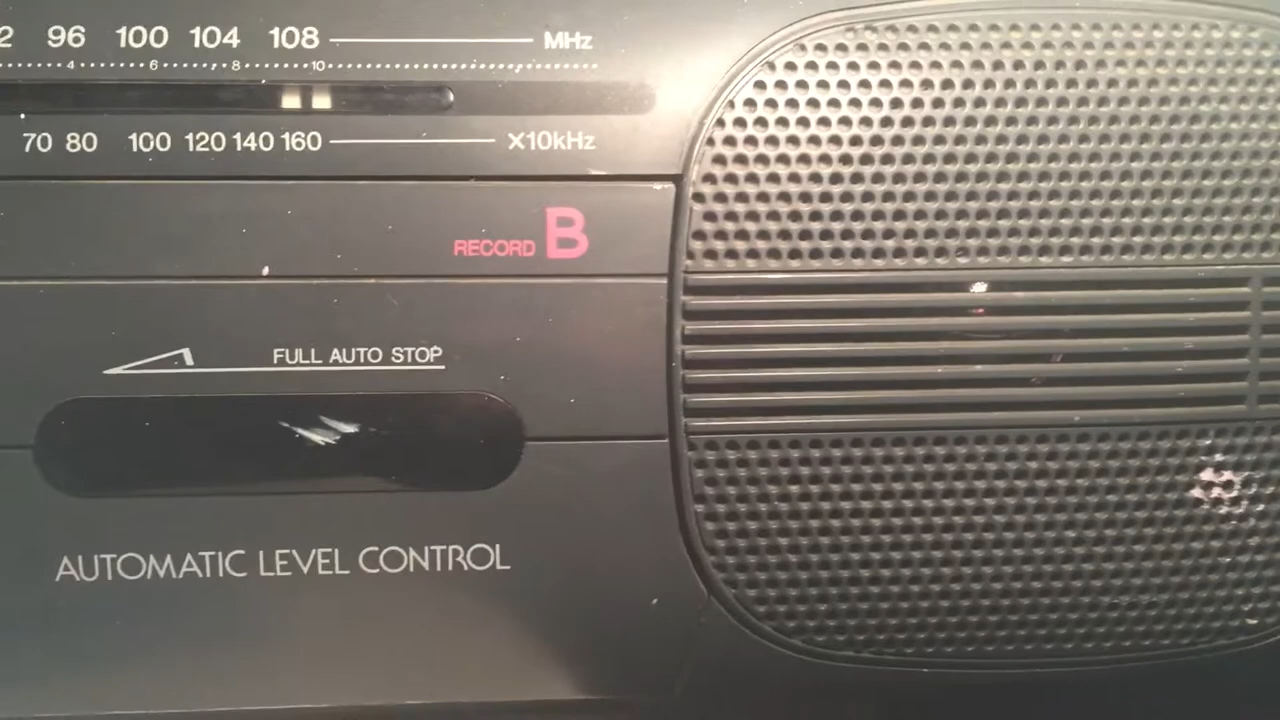 2 96 100 104 108 MHz
4 6 8 10
70 80 100 120 140 160 X10kHz
RECORD B
FULL AUTO STOP
AUTOMATIC LEVEL CONTROL